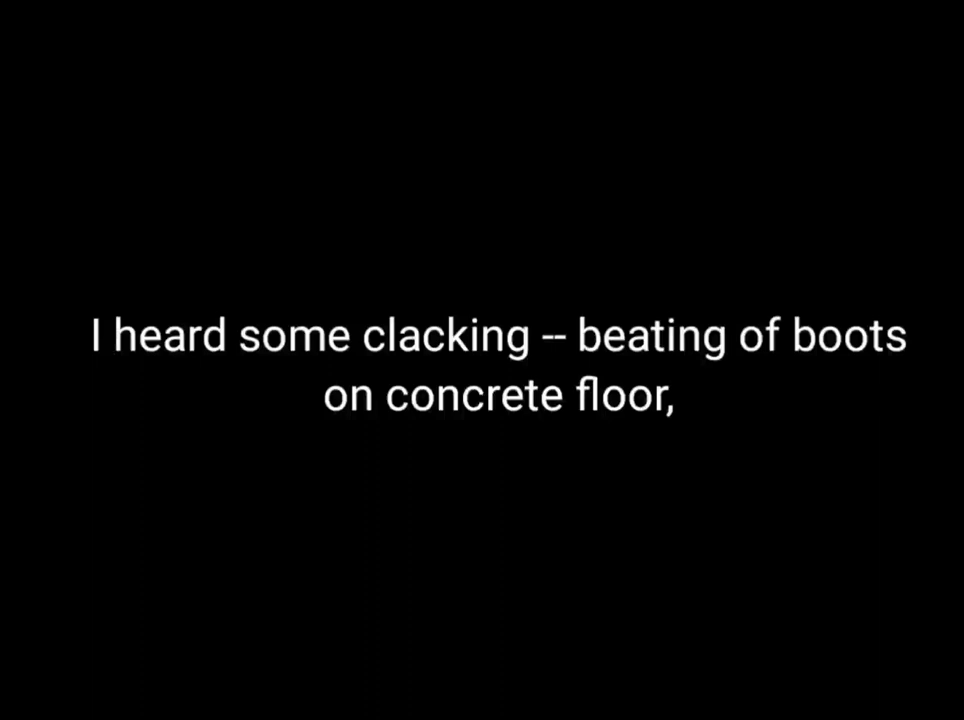 I heard some clacking -- beating of boots
on concrete floor,